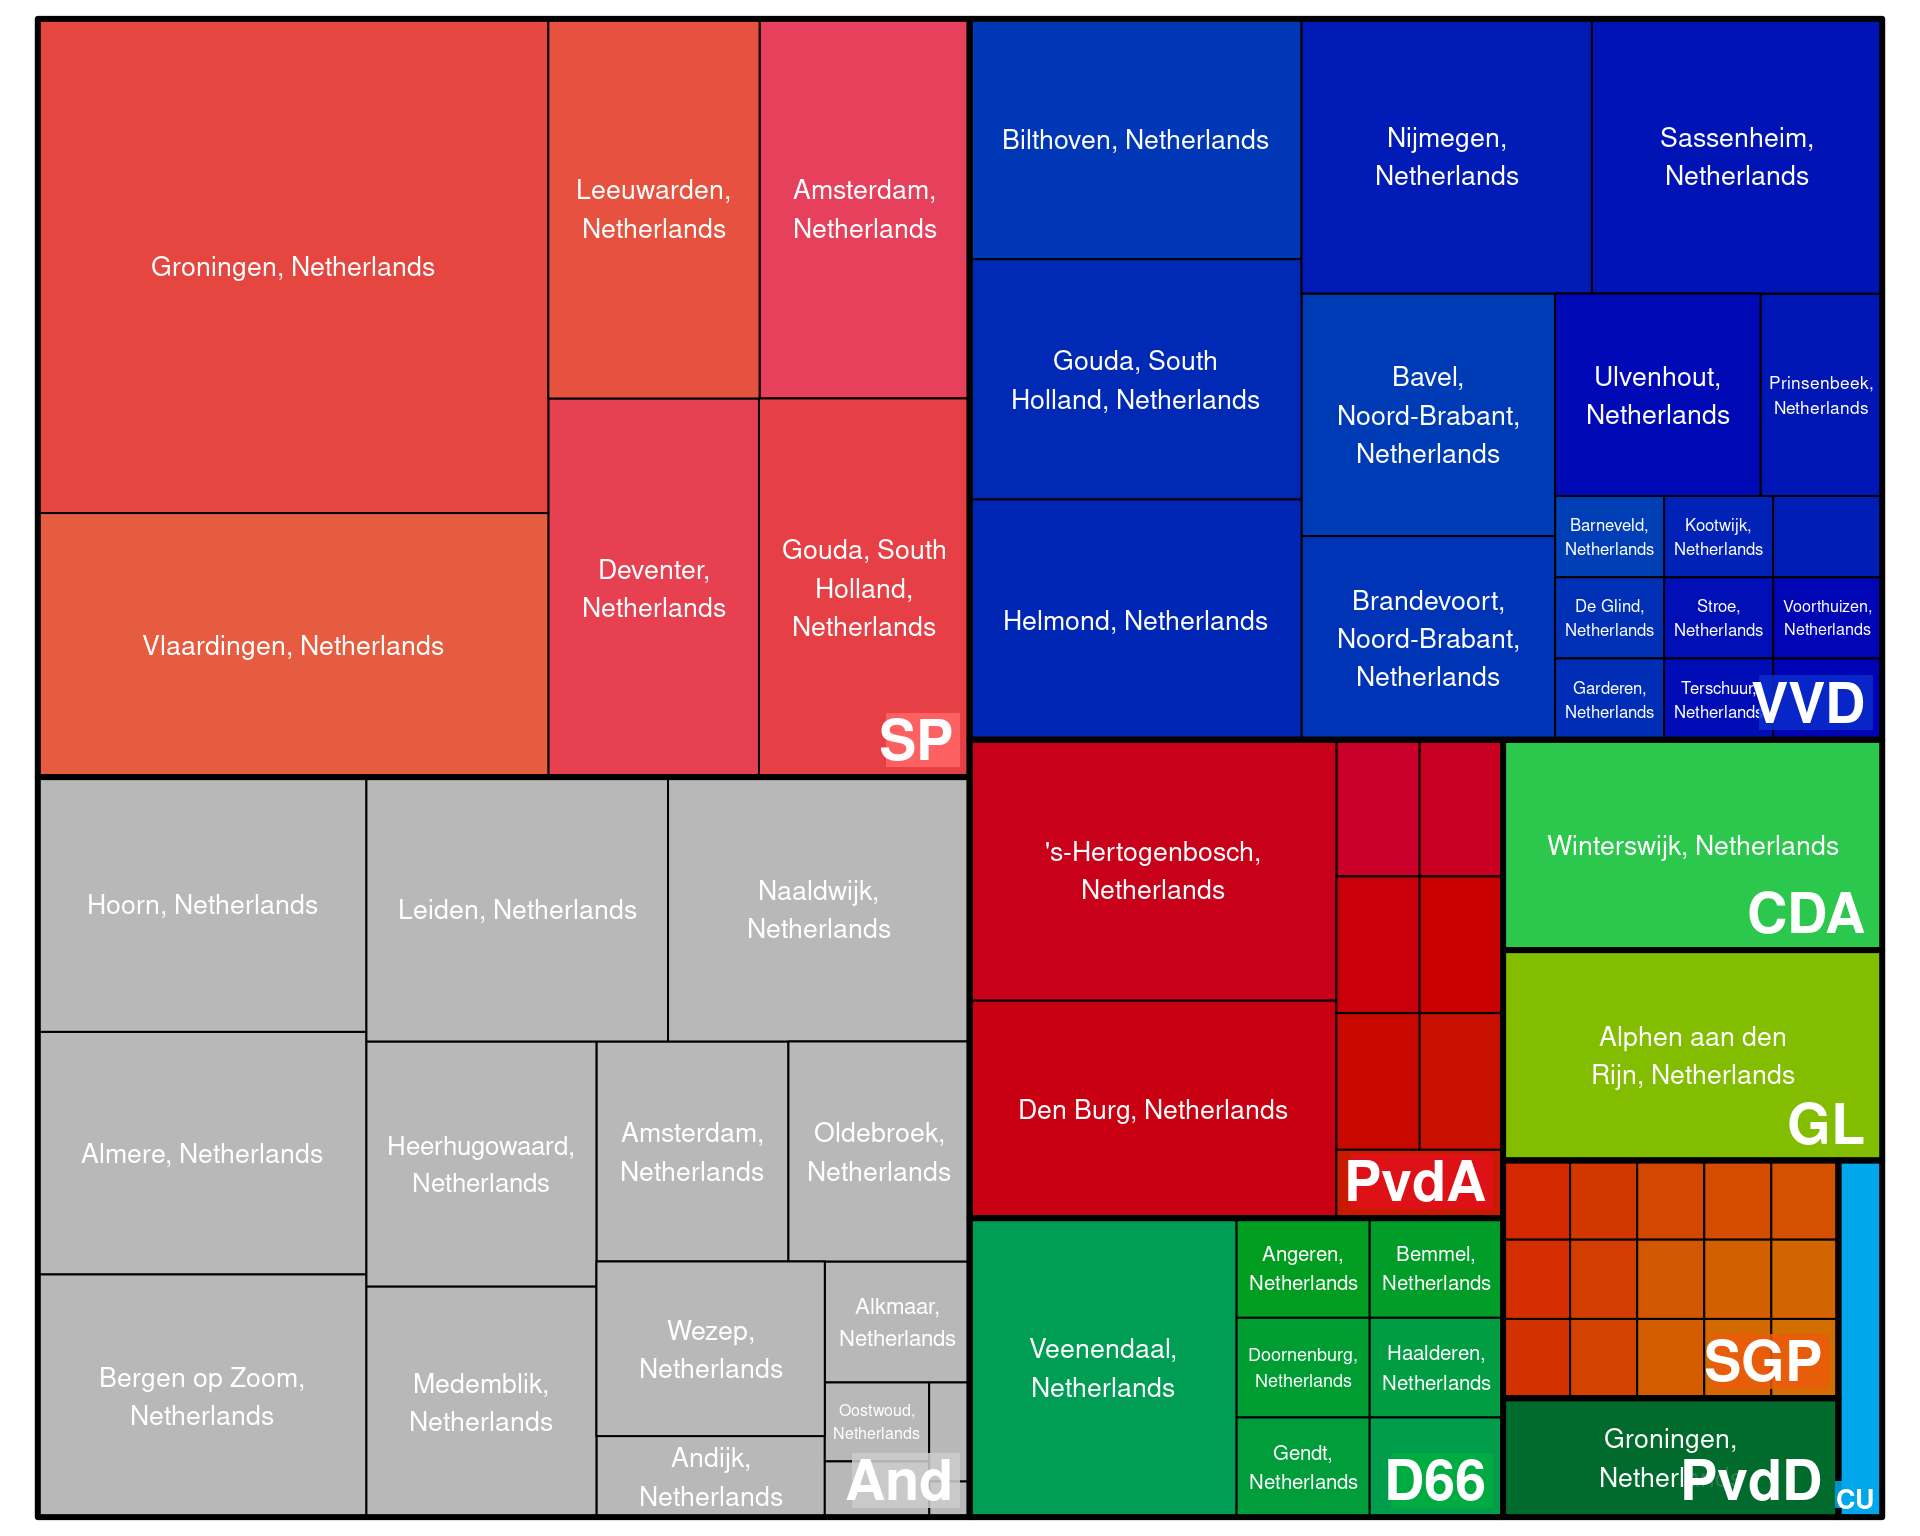 Groningen, Netherlands
Vlaardingen, Netherlands
Leeuwarden,
Netherlands
Amsterdam,
Netherlands
Deventer,
Netherlands
Gouda, South
Holland,
Netherlands
SP
Bilthoven, Netherlands
Gouda, South
Holland, Netherlands
Helmond, Netherlands
Nijmegen,
Netherlands
Sassenheim,
Netherlands
Bavel,
Noord-Brabant,
Netherlands
Brandevoort,
Noord-Brabant,
Netherlands
Ulvenhout,
Netherlands
Prinsenbeek,
Netherlands
Barneveld,
Netherlands
Kootwijk,
Netherlands
De Glind,
Netherlands
Stroe,
Netherlands
Voorthuizen,
Netherlands
Garderen,
Netherlands
Terschuur,
Netherlands
VVD
Hoorn, Netherlands
Almere, Netherlands
Bergen op Zoom,
Netherlands
Leiden, Netherlands
Naaldwijk,
Netherlands
Heerhugowaard,
Netherlands
Medemblik,
Netherlands
Amsterdam,
Netherlands
Oldebroek,
Netherlands
Wezep,
Netherlands
Andijk,
Netherlands
Alkmaar,
Netherlands
Oostwoud,
Netherlands
And
's-Hertogenbosch,
Netherlands
Den Burg, Netherlands
PvdA
Veenendaal,
Netherlands
Angeren,
Netherlands
Bemmel,
Netherlands
Doornenburg,
Netherlands
Haalderen,
Netherlands
Gendt,
Netherlands
D66
Winterswijk, Netherlands
CDA
Alphen aan den
Rijn, Netherlands
GL
SGP
Groningen,
Netherlands
PvdD
CU